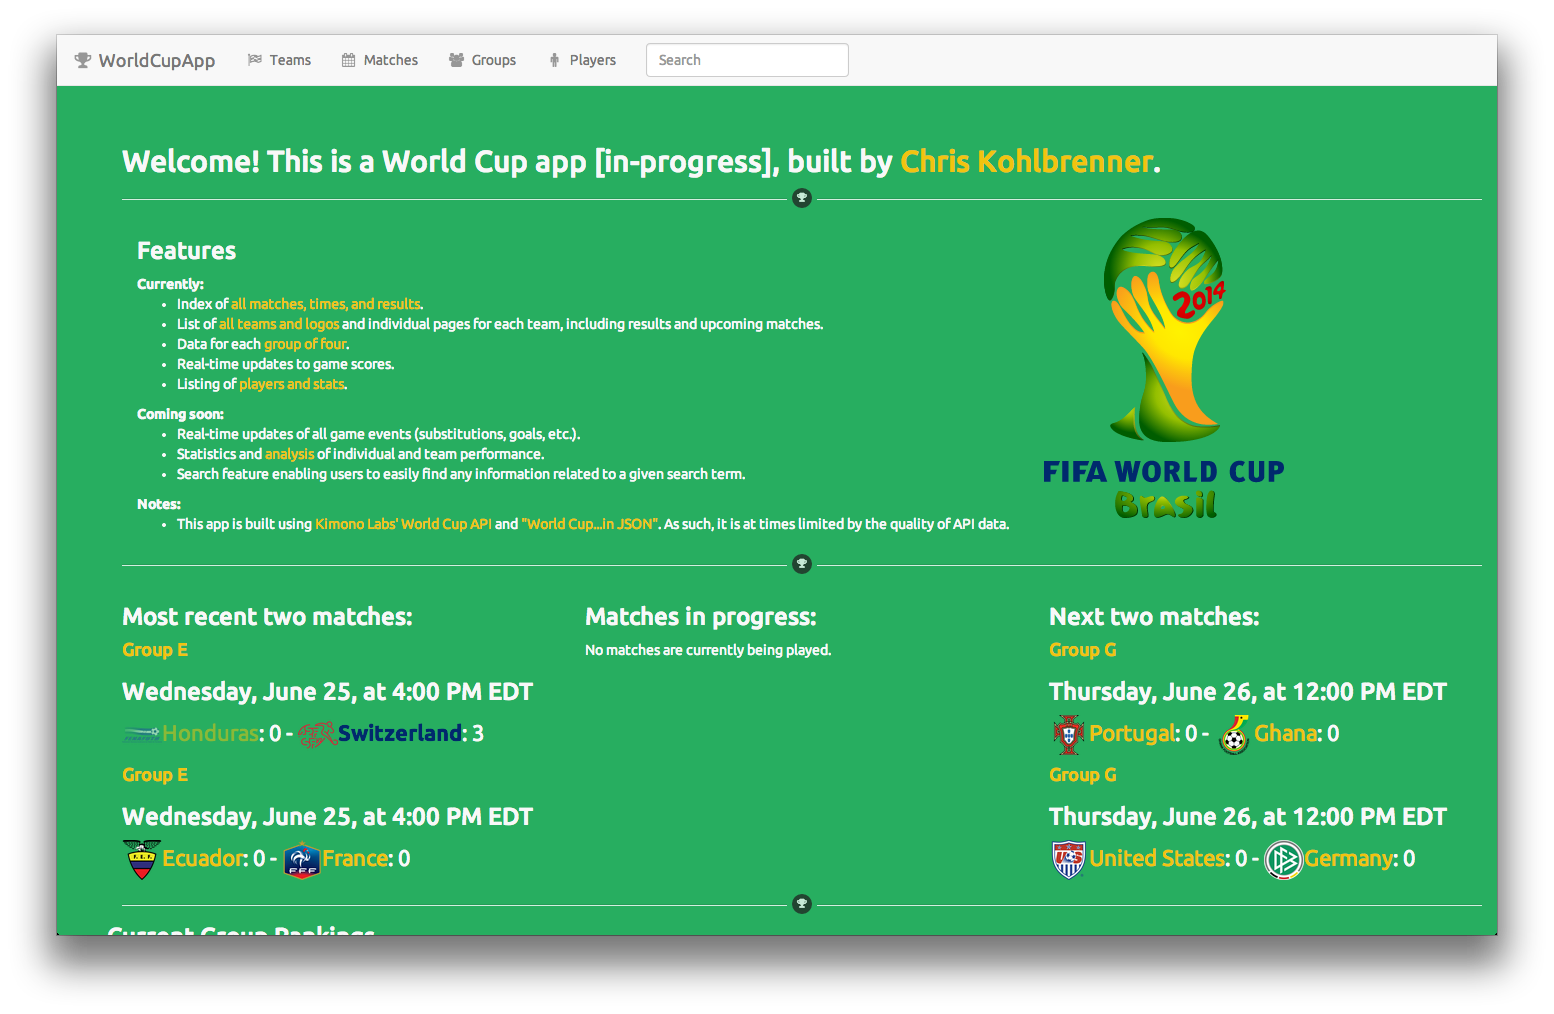 WorldCupApp Teams Matches Groups Players Search
Welcome! This is a World Cup app [in-progress], built by Chris Kohlbrenner.
Features
Currently:
• Index of all matches, times, and results.
• List of all teams and logos and individual pages for each team, including results and upcoming matches.
• Data for each group of four.
• Real-time updates to game scores.
• Listing of players and stats.
Coming soon:
• Real-time updates of all game events (substitutions, goals, etc.).
• Statistics and analysis of individual and team performance.
• Search feature enabling users to easily find any information related to a given search term.
Notes:
• This app is built using Kimono Labs' World Cup API and "World Cup...in JSON". As such, it is at times limited by the quality of API data.
2014
FIFA WORLD CUP
Brasil
Most recent two matches:
Group E
Wednesday, June 25, at 4:00 PM EDT
Honduras: 0 - Switzerland: 3
Group E
Wednesday, June 25, at 4:00 PM EDT
Ecuador: 0 - FFF France: 0
Matches in progress:
No matches are currently being played.
Next two matches:
Group G
Thursday, June 26, at 12:00 PM EDT
Portugal: 0 - Ghana: 0
Group G
Thursday, June 26, at 12:00 PM EDT
United States: 0 - Germany: 0
Current Group Rankings